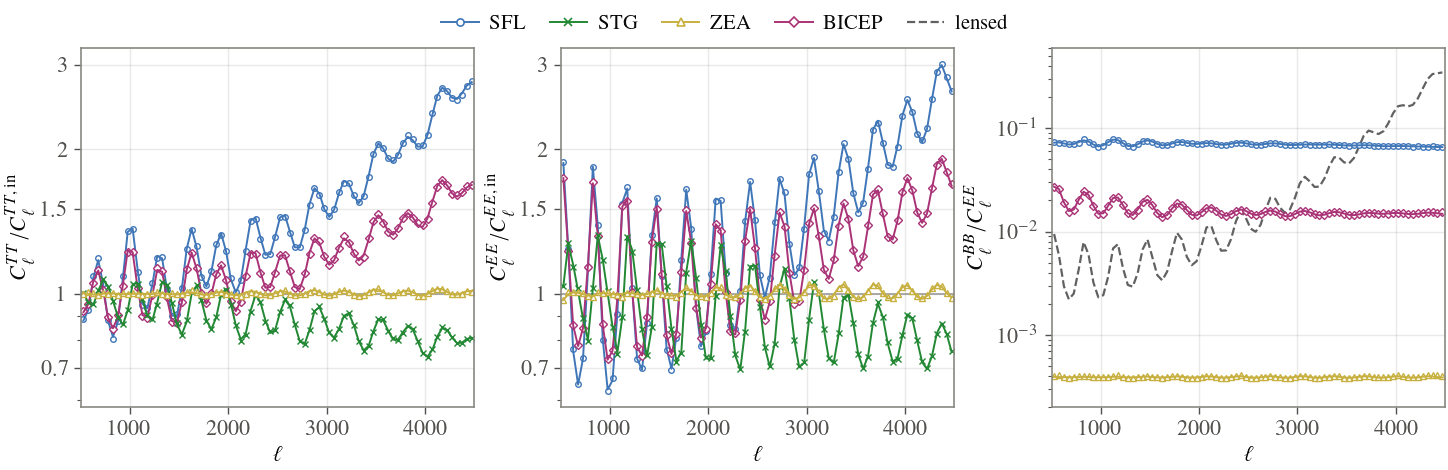 SFL STG ZEA BICEP lensed
C_ℓ^{TT}/C_ℓ^{TT,in}
3
2
1.5
1
0.7
1000 2000 3000 4000
ℓ
C_ℓ^{EE}/C_ℓ^{EE,in}
3
2
1.5
1
0.7
1000 2000 3000 4000
ℓ
C_ℓ^{BB}/C_ℓ^{EE}
10^{-1}
10^{-2}
10^{-3}
1000 2000 3000 4000
ℓ